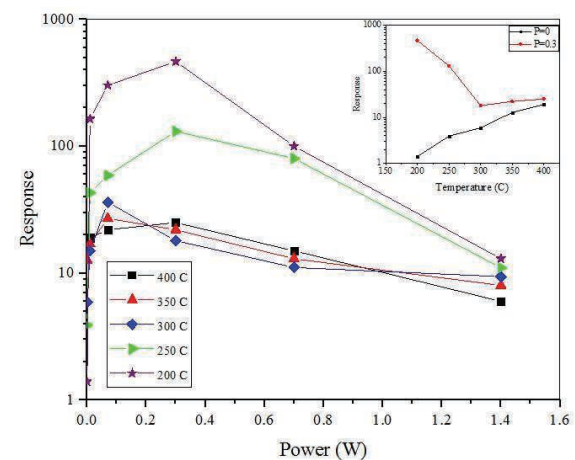 1000
100
10
1
Response
0.0 0.2 0.4 0.6 0.8 1.0 1.2 1.4 1.6
Power (W)
400 C
350 C
300 C
250 C
200 C
1000
100
10
1
Response
P=0
P=0.3
150 200 250 300 350 400
Temperature (C)